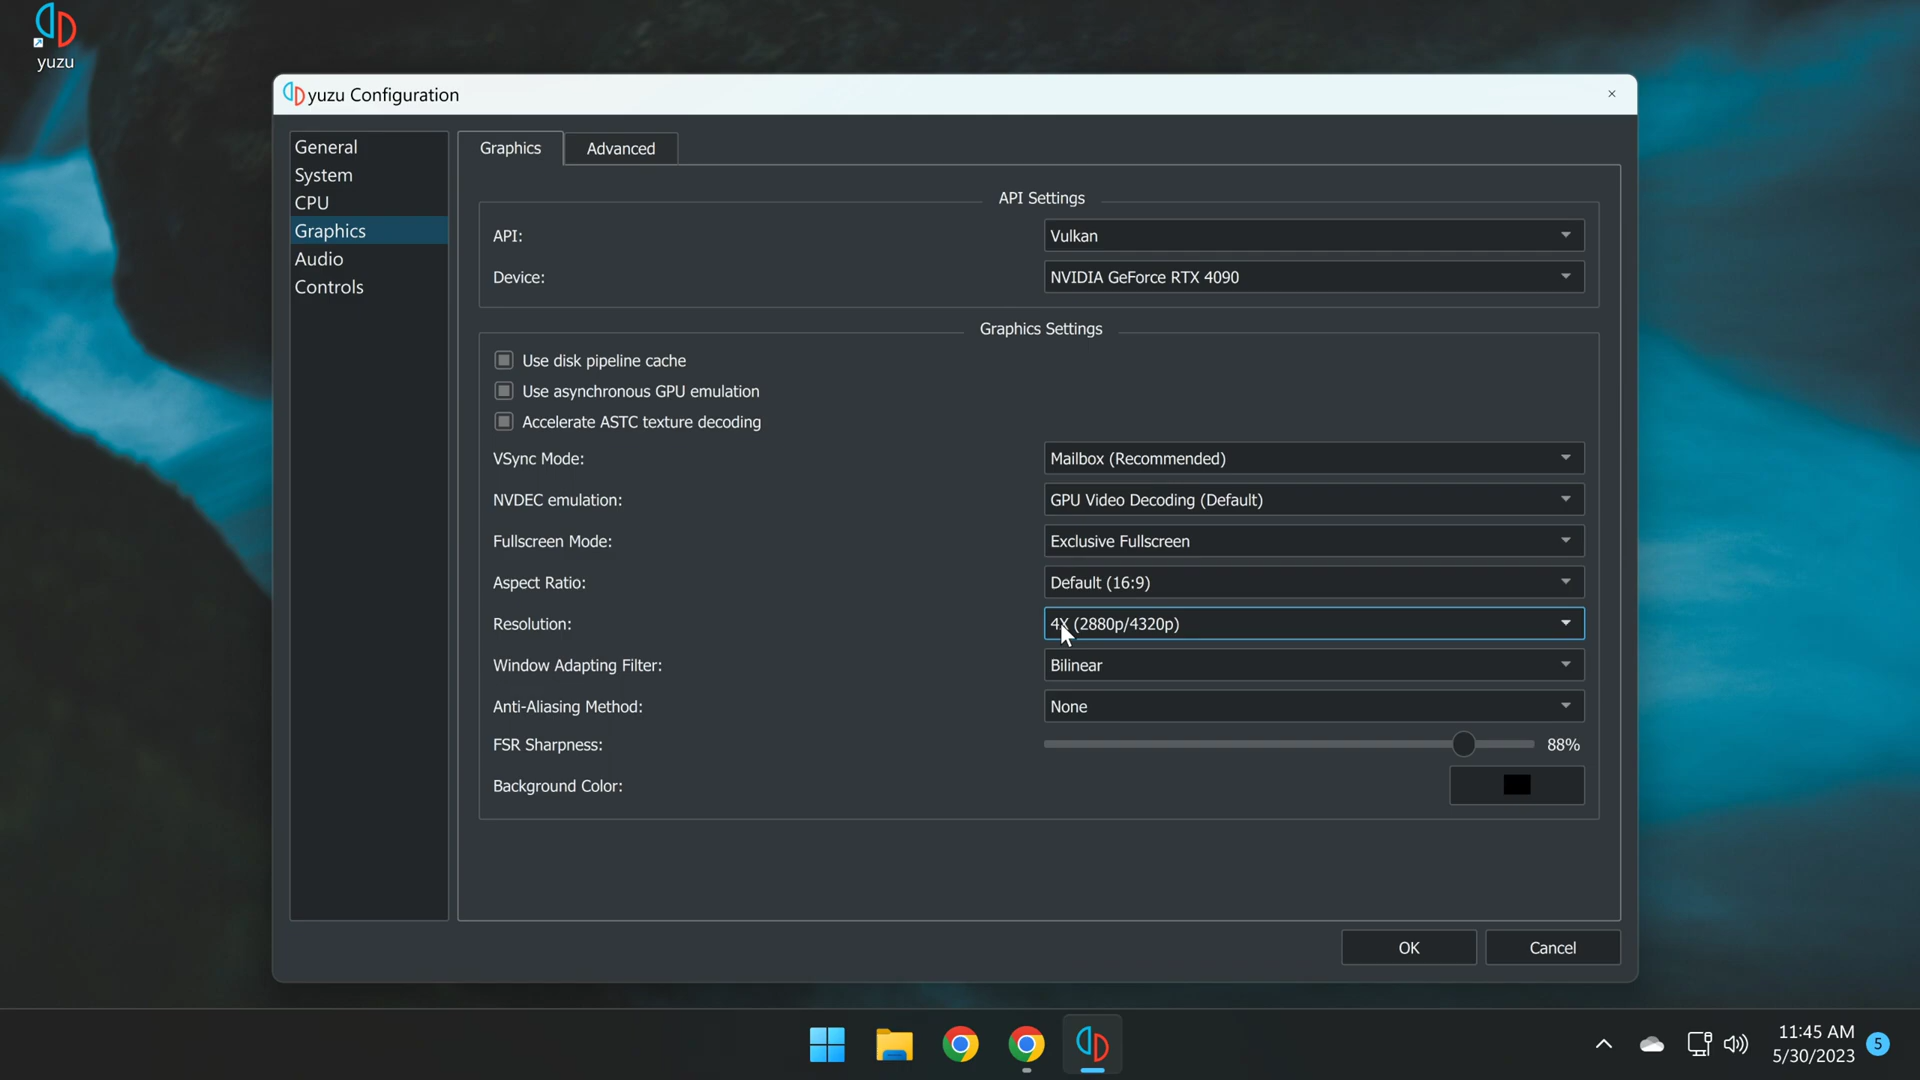 yuzu
yuzu Configuration
General
System
CPU
Graphics
Audio
Controls
Graphics Advanced
API Settings
API: Vulkan
Device: NVIDIA GeForce RTX 4090
Graphics Settings
Use disk pipeline cache
Use asynchronous GPU emulation
Accelerate ASTC texture decoding
VSync Mode: Mailbox (Recommended)
NVDEC emulation: GPU Video Decoding (Default)
Fullscreen Mode: Exclusive Fullscreen
Aspect Ratio: Default (16:9)
Resolution: 4X (2880p/4320p)
Window Adapting Filter: Bilinear
Anti-Aliasing Method: None
FSR Sharpness: 88%
Background Color:
OK Cancel
11:45 AM
5/30/2023
5